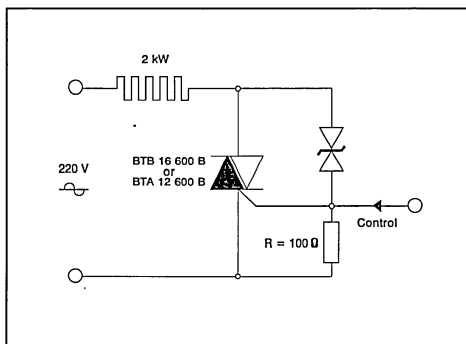 2 kW
BTB 16 600 B
or
BTA 12 600 B
220 V
Control
R = 100 Ω